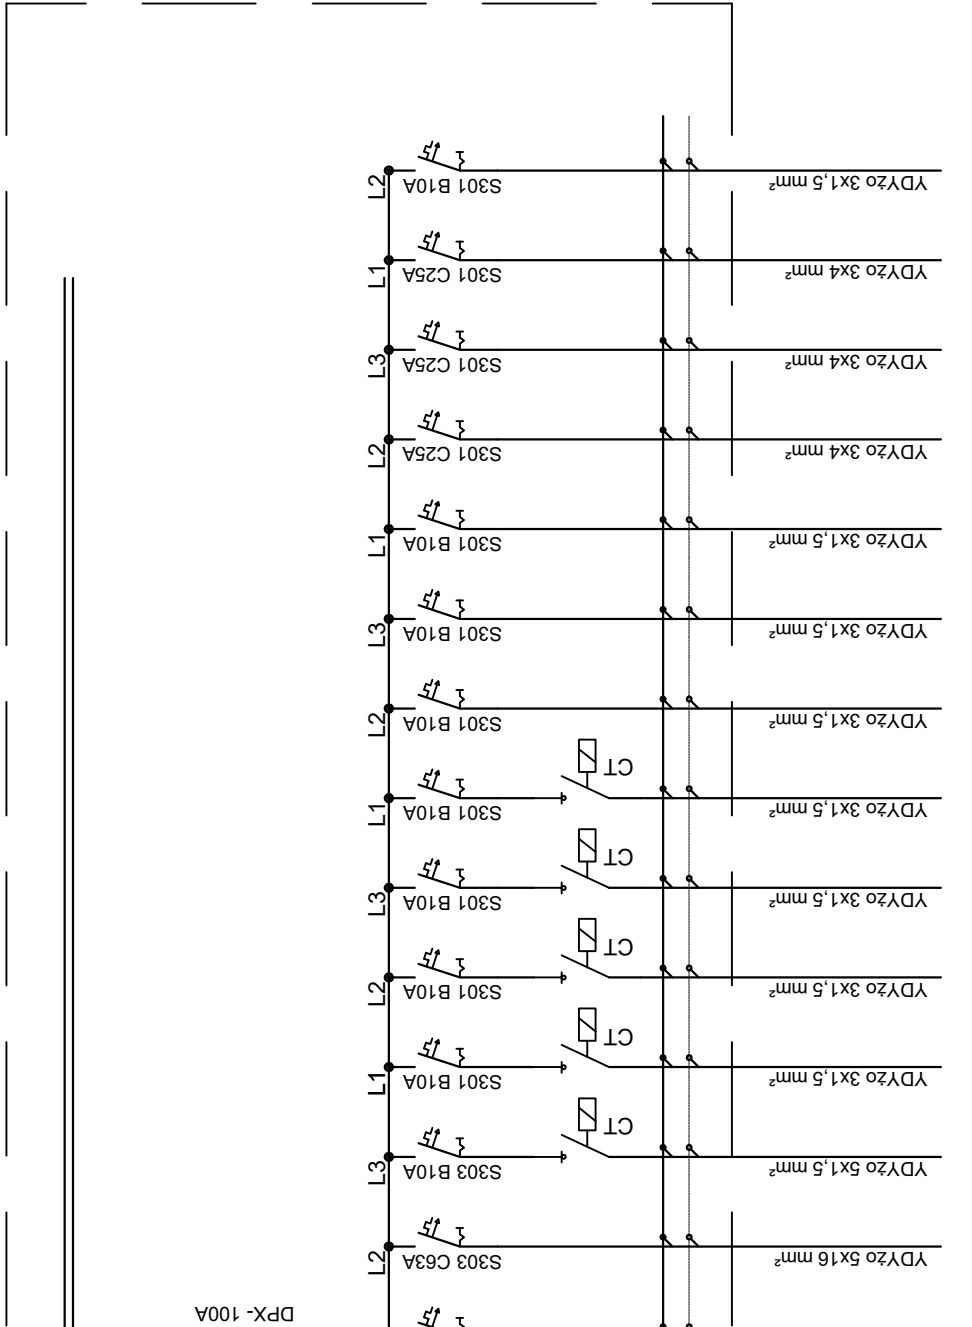 L2
S301 B10A
YDYżo 3x1,5 mm²
L1
S301 C25A
YDYżo 3x4 mm²
L3
S301 C25A
YDYżo 3x4 mm²
L2
S301 C25A
YDYżo 3x4 mm²
L1
S301 B10A
YDYżo 3x1,5 mm²
L3
S301 B10A
YDYżo 3x1,5 mm²
L2
S301 B10A
YDYżo 3x1,5 mm²
CT
L1
S301 B10A
YDYżo 3x1,5 mm²
CT
L3
S301 B10A
YDYżo 3x1,5 mm²
CT
L2
S301 B10A
YDYżo 3x1,5 mm²
CT
L1
S301 B10A
YDYżo 3x1,5 mm²
CT
L3
S303 B10A
YDYżo 5x1,5 mm²
L2
S303 C63A
YDYżo 5x16 mm²
DPX- 100A